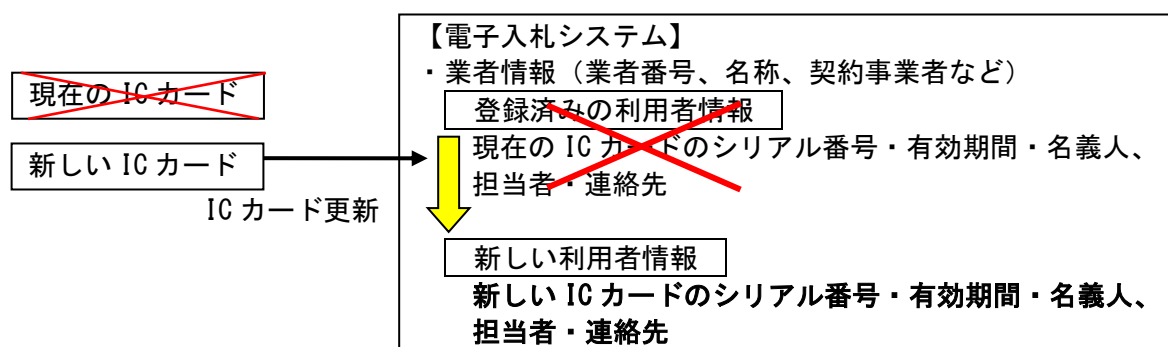 現在の IC カード
新しい IC カード
IC カード更新
【電子入札システム】
・業者情報（業者番号、名称、契約事業者など）
登録済みの利用者情報
現在の IC カードのシリアル番号・有効期間・名義人、
担当者・連絡先
新しい利用者情報
新しい IC カードのシリアル番号・有効期間・名義人、
担当者・連絡先